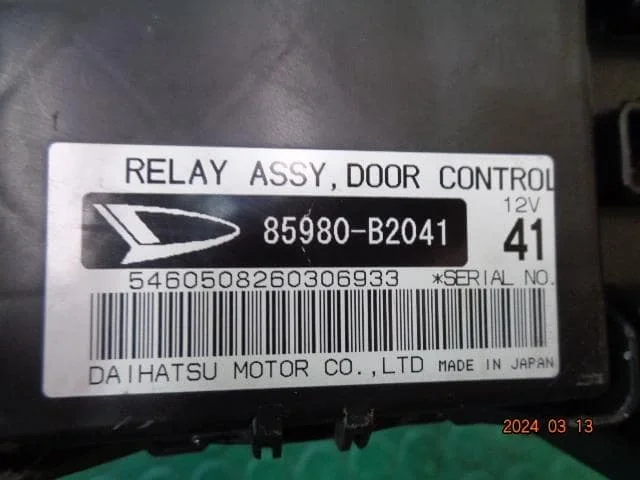 RELAY ASSY, DOOR CONTROL
12V
85980-B2041
41
5460508260306933 *SERIAL NO.
DAIHATSU MOTOR CO.,LTD MADE IN JAPAN
2024 03 13